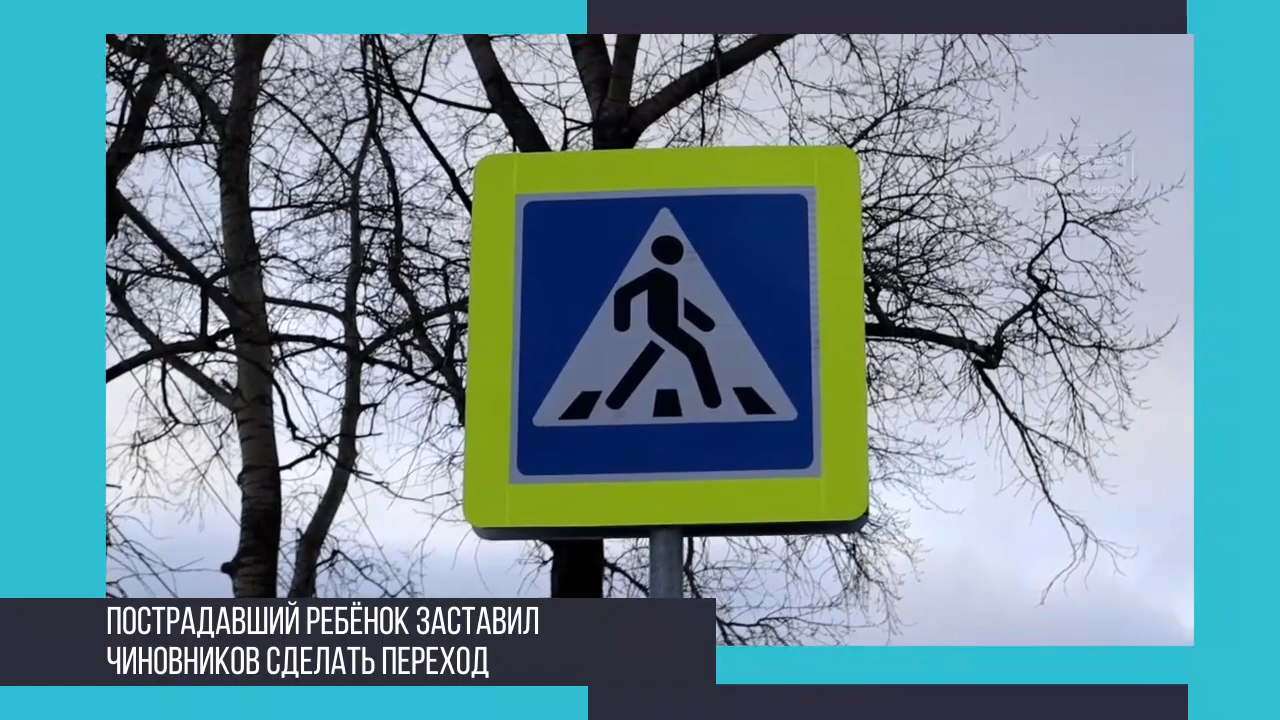 ПОСТРАДАВШИЙ РЕБЁНОК ЗАСТАВИЛ
ЧИНОВНИКОВ СДЕЛАТЬ ПЕРЕХОД